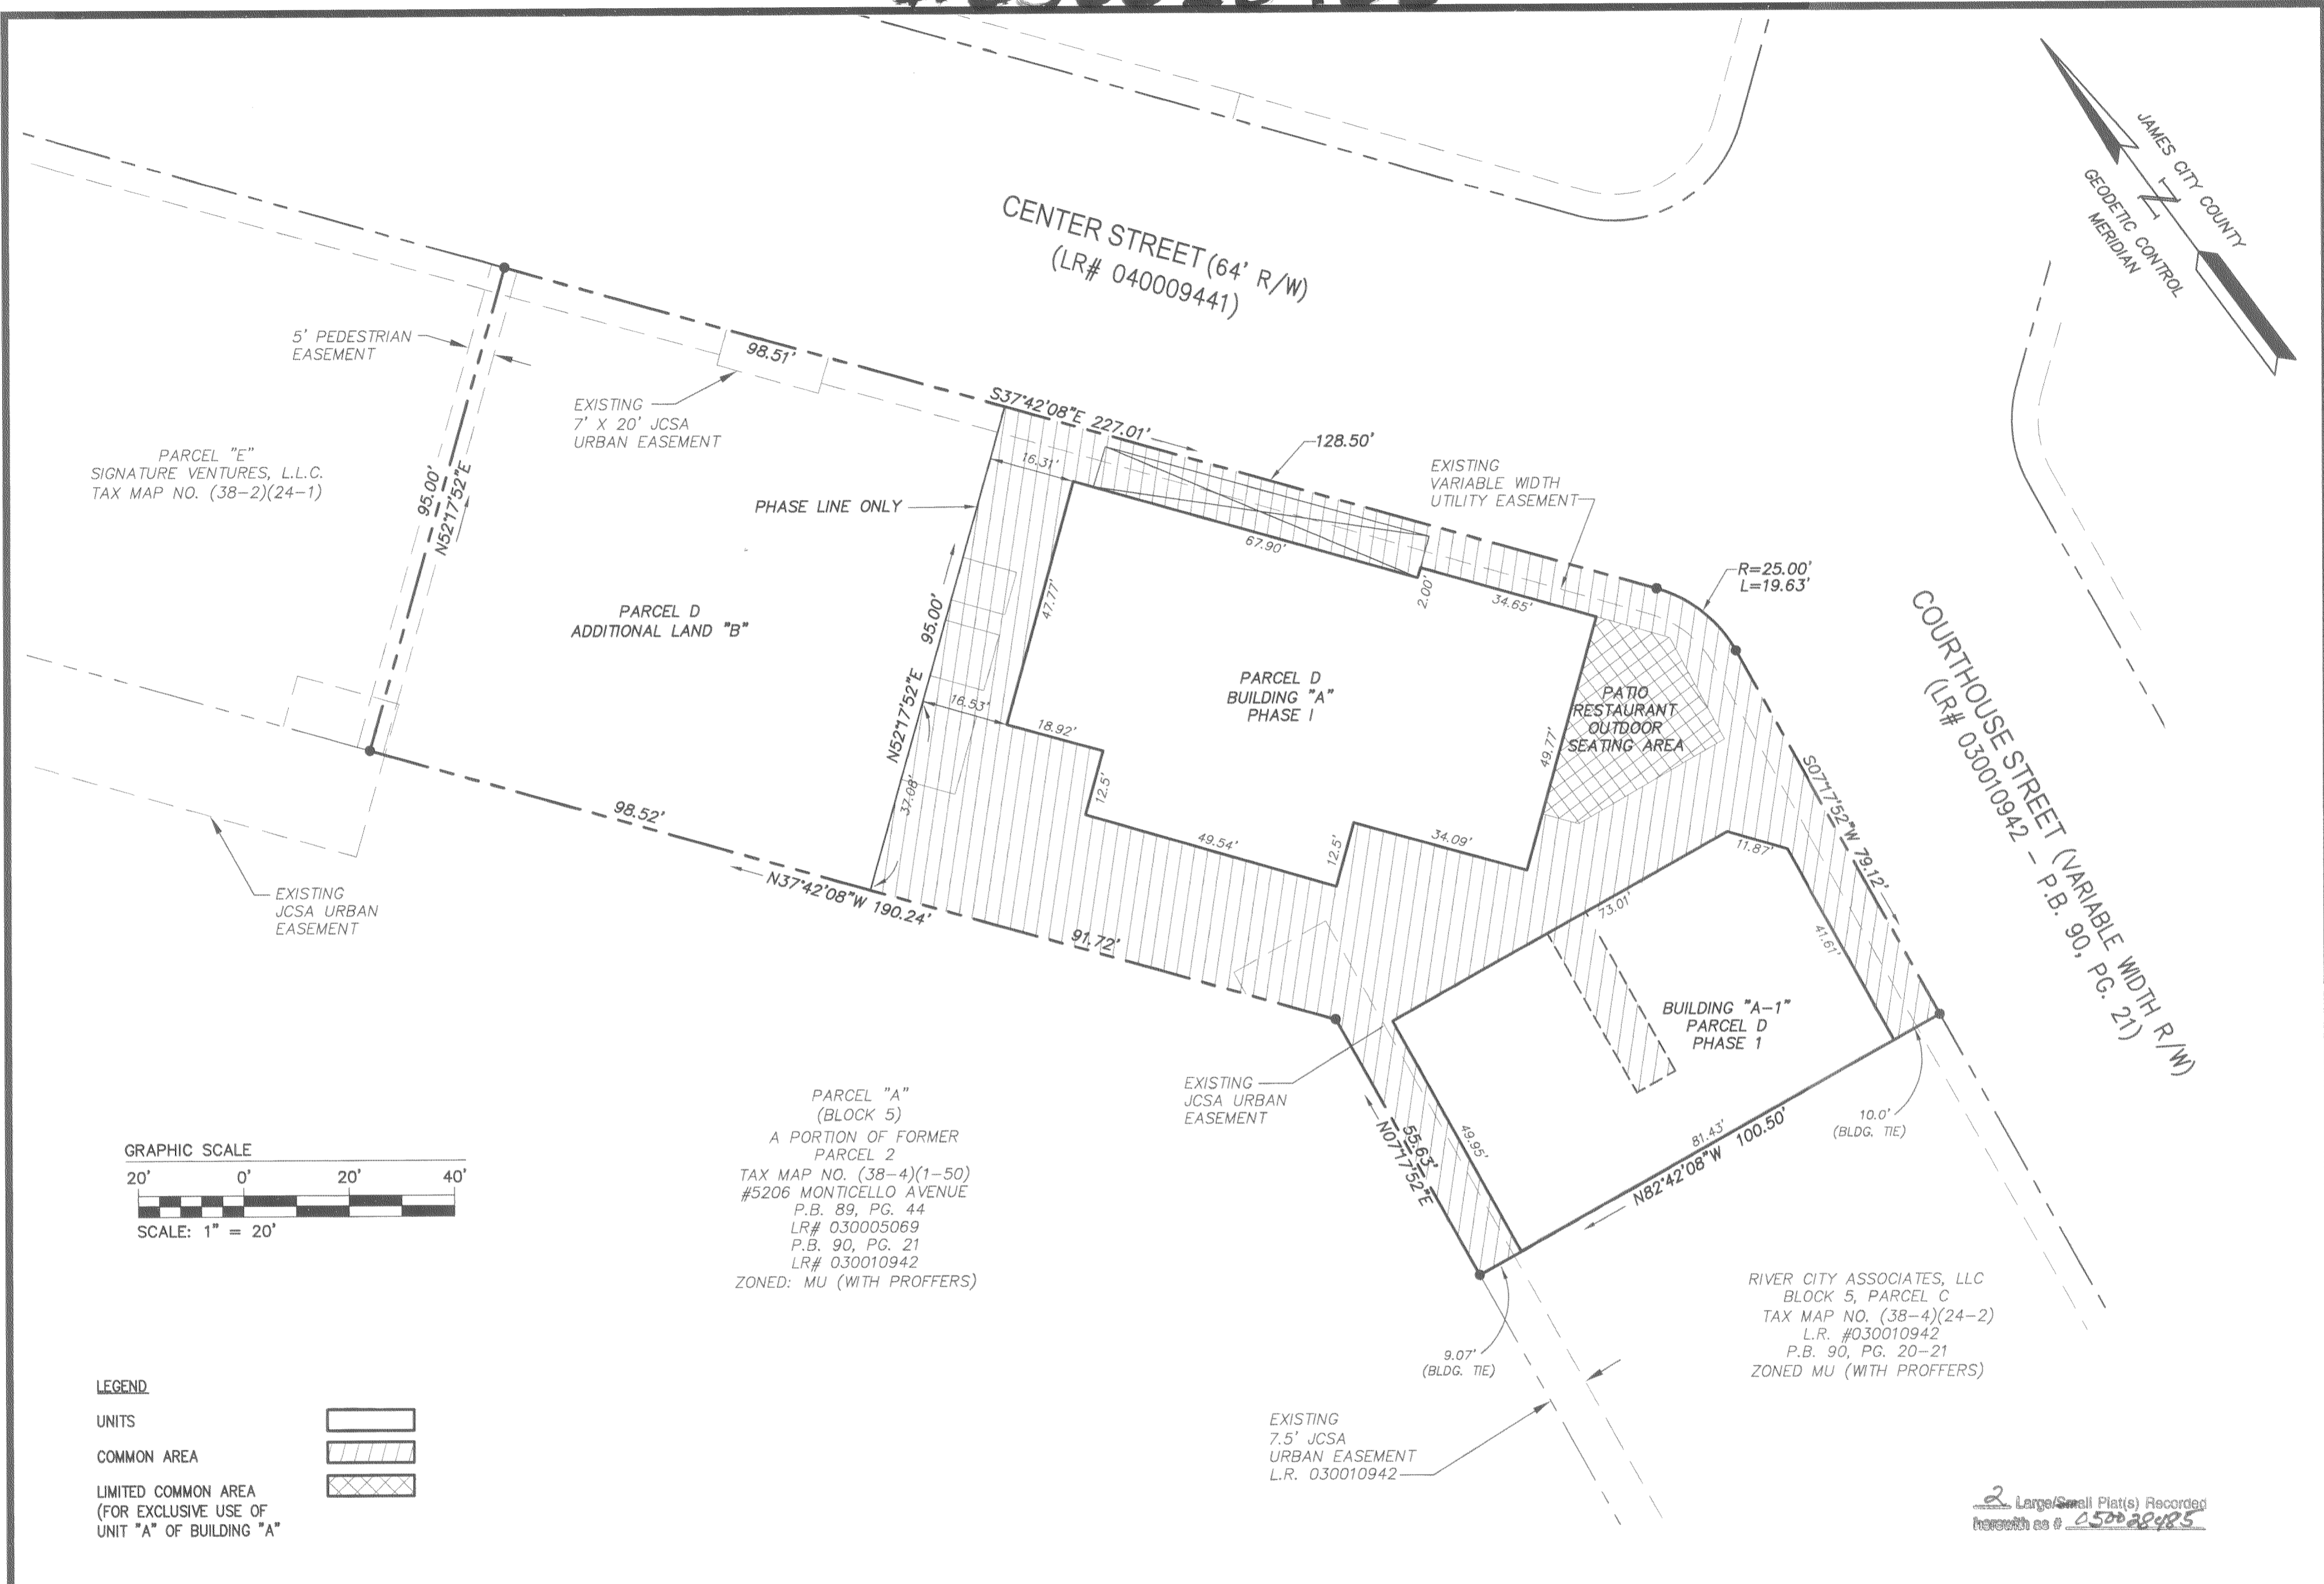 JAMES CITY COUNTY
GEODETIC CONTROL
MERIDIAN
CENTER STREET (64' R/W)
(LR# 040009441)
5' PEDESTRIAN
EASEMENT
98.51'
EXISTING
7' X 20' JCSA
URBAN EASEMENT
S37°42'08"E 227.01'
128.50'
PARCEL "E"
SIGNATURE VENTURES, L.L.C.
TAX MAP NO. (38-2)(24-1)
95.00'
N52°17'52"E
16.31'
EXISTING
VARIABLE WIDTH
UTILITY EASEMENT
PHASE LINE ONLY
67.90'
2.00'
34.65'
R=25.00'
L=19.63'
47.77'
PARCEL D
ADDITIONAL LAND "B"
95.00'
N52°17'52"E
PARCEL D
BUILDING "A"
PHASE I
PATIO
RESTAURANT
OUTDOOR
SEATING AREA
COURTHOUSE STREET (VARIABLE WIDTH R/W)
(LR# 030010942 - P.B. 90, PG. 21)
16.53'
18.92'
49.77'
12.5'
37.08'
S07°17'52"W 79.12'
98.52'
49.54'
12.5'
34.09'
11.87'
N37°42'08"W 190.24'
91.72'
73.01'
41.61'
EXISTING
JCSA URBAN
EASEMENT
BUILDING "A-1"
PARCEL D
PHASE 1
EXISTING
JCSA URBAN
EASEMENT
55.63'
N07°17'52"E
49.95'
81.43'
100.50'
N82°42'08"W
10.0'
(BLDG. TIE)
PARCEL "A"
(BLOCK 5)
A PORTION OF FORMER
PARCEL 2
TAX MAP NO. (38-4)(1-50)
#5206 MONTICELLO AVENUE
P.B. 89, PG. 44
LR# 030005069
P.B. 90, PG. 21
LR# 030010942
ZONED: MU (WITH PROFFERS)
GRAPHIC SCALE
20' 0' 20' 40'
SCALE: 1" = 20'
RIVER CITY ASSOCIATES, LLC
BLOCK 5, PARCEL C
TAX MAP NO. (38-4)(24-2)
L.R. #030010942
P.B. 90, PG. 20-21
ZONED MU (WITH PROFFERS)
9.07'
(BLDG. TIE)
EXISTING
7.5' JCSA
URBAN EASEMENT
L.R. 030010942
LEGEND
UNITS
COMMON AREA
LIMITED COMMON AREA
(FOR EXCLUSIVE USE OF
UNIT "A" OF BUILDING "A"
2 Large/Small Plat(s) Recorded
herewith as # 050028485